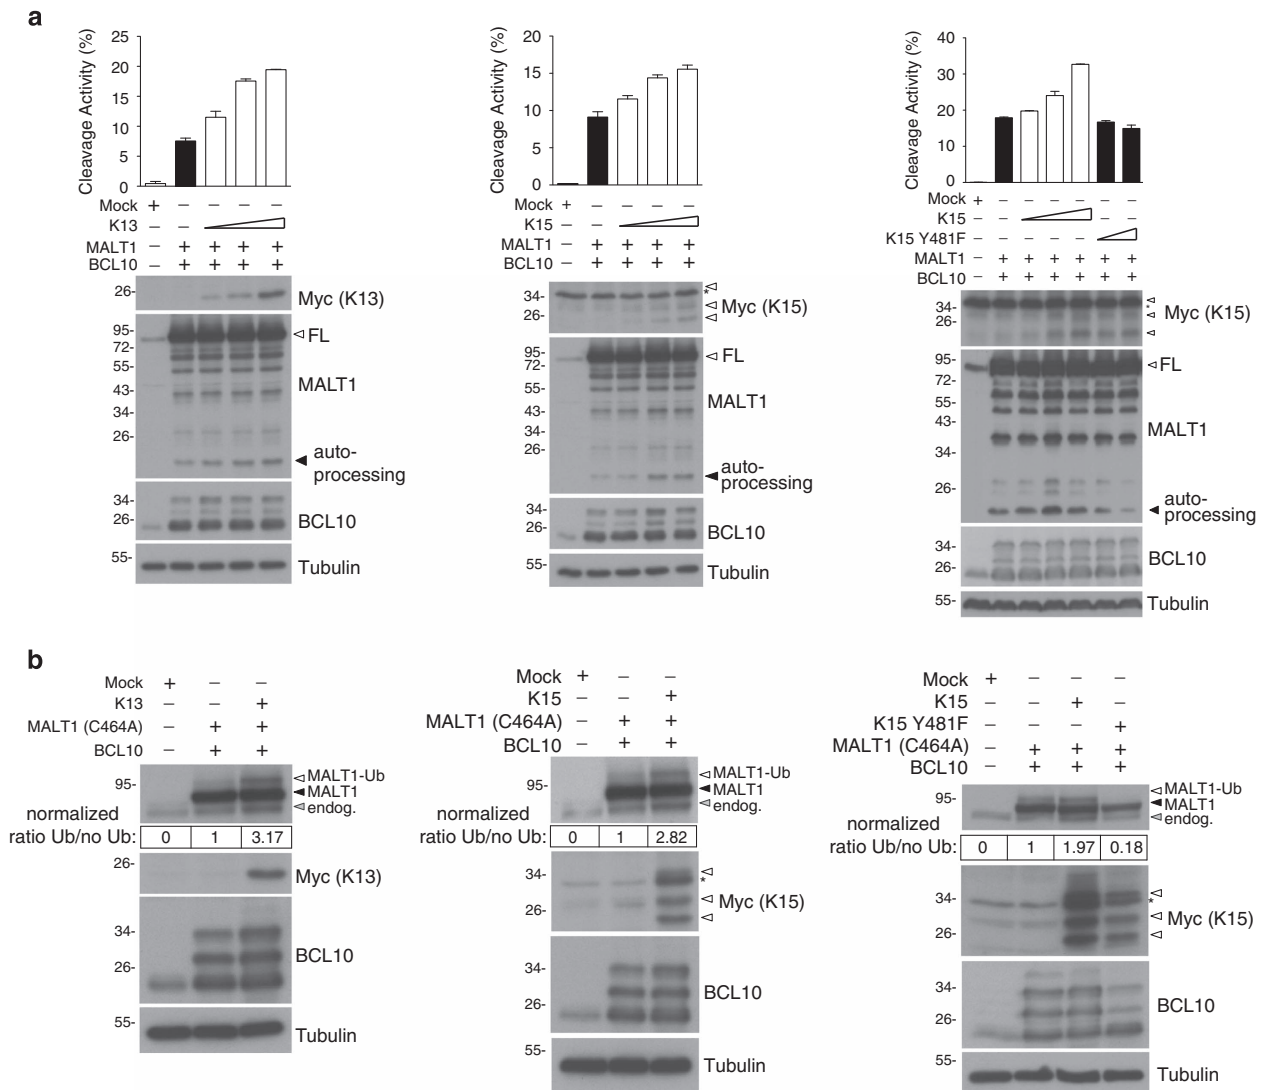 a
Cleavage Activity (%)
25
20
15
10
5
0
Mock + – – – –
K13 –  –
MALT1 – + + + +
BCL10 – + + + +
26-
Myc (K13)
95-
72-
55-
43-
34-
26-
FL
MALT1
auto-
processing
34-
26-
BCL10
55-
Tubulin
Cleavage Activity (%)
20
15
10
5
0
Mock + – – – –
K15 – –
MALT1 – + + + +
BCL10 – + + + +
34-
26-
*
Myc (K15)
95-
72-
55-
43-
34-
26-
FL
MALT1
auto-
processing
34-
26-
BCL10
55-
Tubulin
Cleavage Activity (%)
40
30
20
10
0
Mock + – – – – – –
K15 – – – –
K15 Y481F – – – – –
MALT1 – + + + + + +
BCL10 – + + + + + +
34-
26-
*
Myc (K15)
95-
72-
55-
43-
34-
26-
FL
MALT1
auto-
processing
34-
26-
BCL10
55-
Tubulin
b
Mock + – –
K13 – – +
MALT1 (C464A) – + +
BCL10 – + +
95-
MALT1-Ub
MALT1
endog.
normalized
ratio Ub/no Ub: 0 1 3.17
26-
Myc (K13)
34-
26-
BCL10
55-
Tubulin
Mock + – –
K15 – – +
MALT1 (C464A) – + +
BCL10 – + +
95-
MALT1-Ub
MALT1
endog.
normalized
ratio Ub/no Ub: 0 1 2.82
34-
26-
*
Myc (K15)
34-
26-
BCL10
55-
Tubulin
Mock + – – –
K15 – – + –
K15 Y481F – – – +
MALT1 (C464A) – + + +
BCL10 – + + +
95-
MALT1-Ub
MALT1
endog.
normalized
ratio Ub/no Ub: 0 1 1.97 0.18
34-
26-
*
Myc (K15)
34-
26-
BCL10
55-
Tubulin